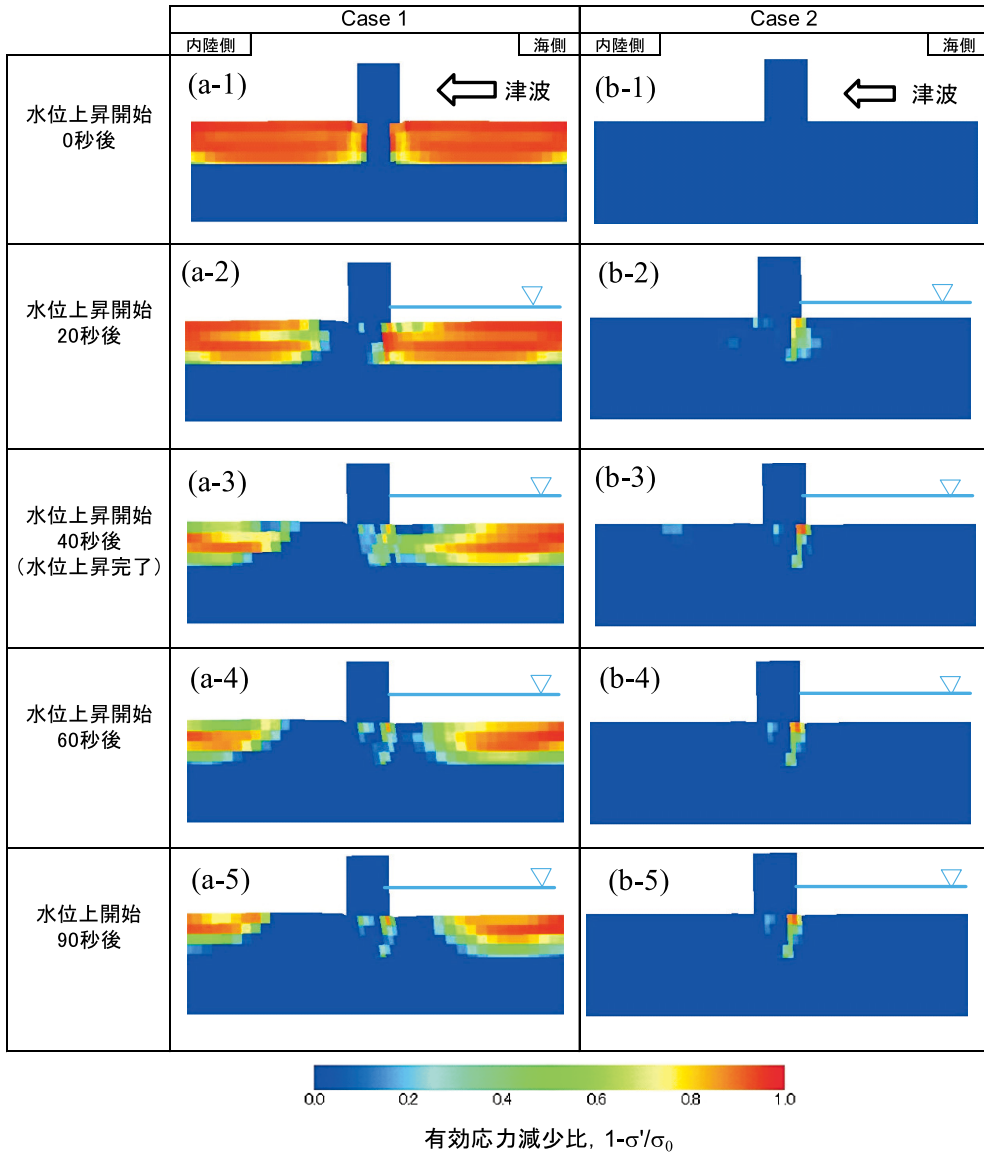 Case 1
Case 2
内陸側
海側
内陸側
海側
水位上昇開始
0秒後
(a-1)
津波
(b-1)
津波
水位上昇開始
20秒後
(a-2)
(b-2)
水位上昇開始
40秒後
（水位上昇完了）
(a-3)
(b-3)
水位上昇開始
60秒後
(a-4)
(b-4)
水位上開始
90秒後
(a-5)
(b-5)
0.0 0.2 0.4 0.6 0.8 1.0
有効応力減少比, 1-σ'/σ0